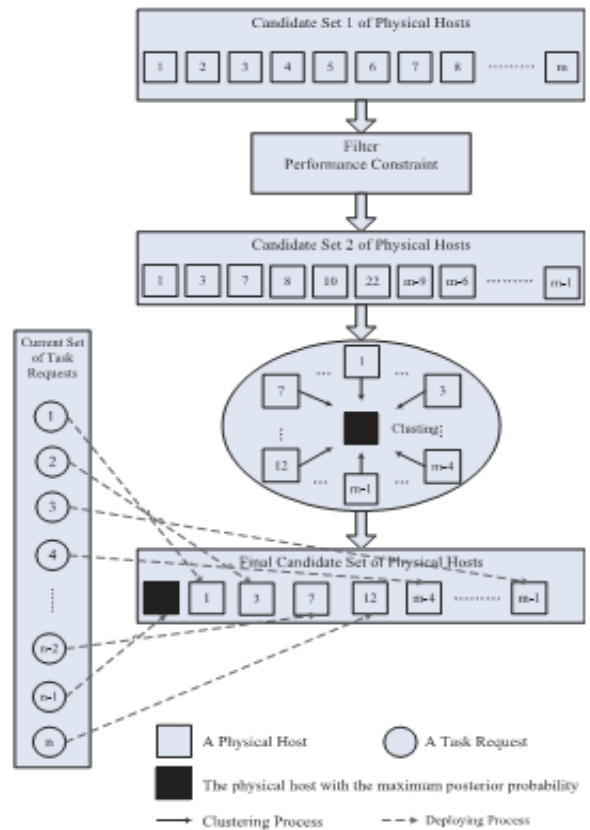 Candidate Set 1 of Physical Hosts
1 2 3 4 5 6 7 8 ......... m
Filter
Performance Constraint
Candidate Set 2 of Physical Hosts
1 3 7 8 10 22 m-9 m-6 ......... m-1
Current Set
of Task
Requests
1
2
3
4
......
n-2
n-1
n
... 1 ...
7 3
Clusting
12 m-4
... m-1 ...
Final Candidate Set of Physical Hosts
1 3 7 12 m-4 ......... m-1
A Physical Host
A Task Request
The physical host with the maximum posterior probability
Clustering Process
Deploying Process